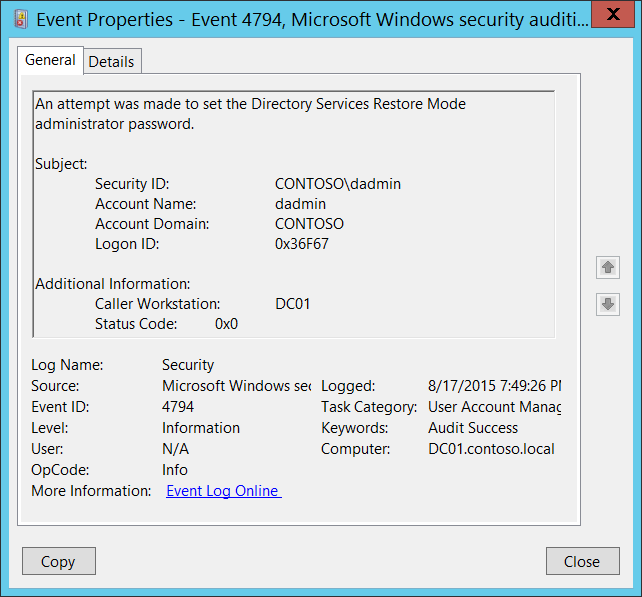 Event Properties - Event 4794, Microsoft Windows security auditi...
X
General
Details
An attempt was made to set the Directory Services Restore Mode
administrator password.
Subject:
Security ID: CONTOSO\dadmin
Account Name: dadmin
Account Domain: CONTOSO
Logon ID: 0x36F67
Additional Information:
Caller Workstation: DC01
Status Code: 0x0
Log Name: Security
Source: Microsoft Windows sec Logged: 8/17/2015 7:49:26 PM
Event ID: 4794 Task Category: User Account Manag
Level: Information Keywords: Audit Success
User: N/A Computer: DC01.contoso.local
OpCode: Info
More Information: Event Log Online
Copy Close